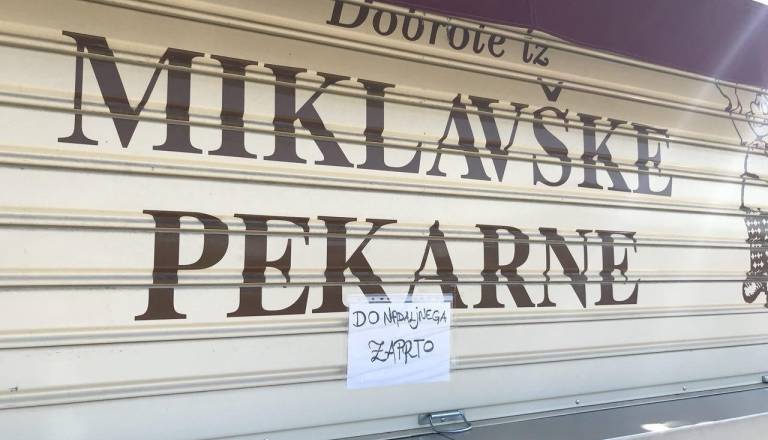 Dobrote iz
MIKLAVŠKE
PEKARNE
DO NADALJNEGA
ZAPRTO